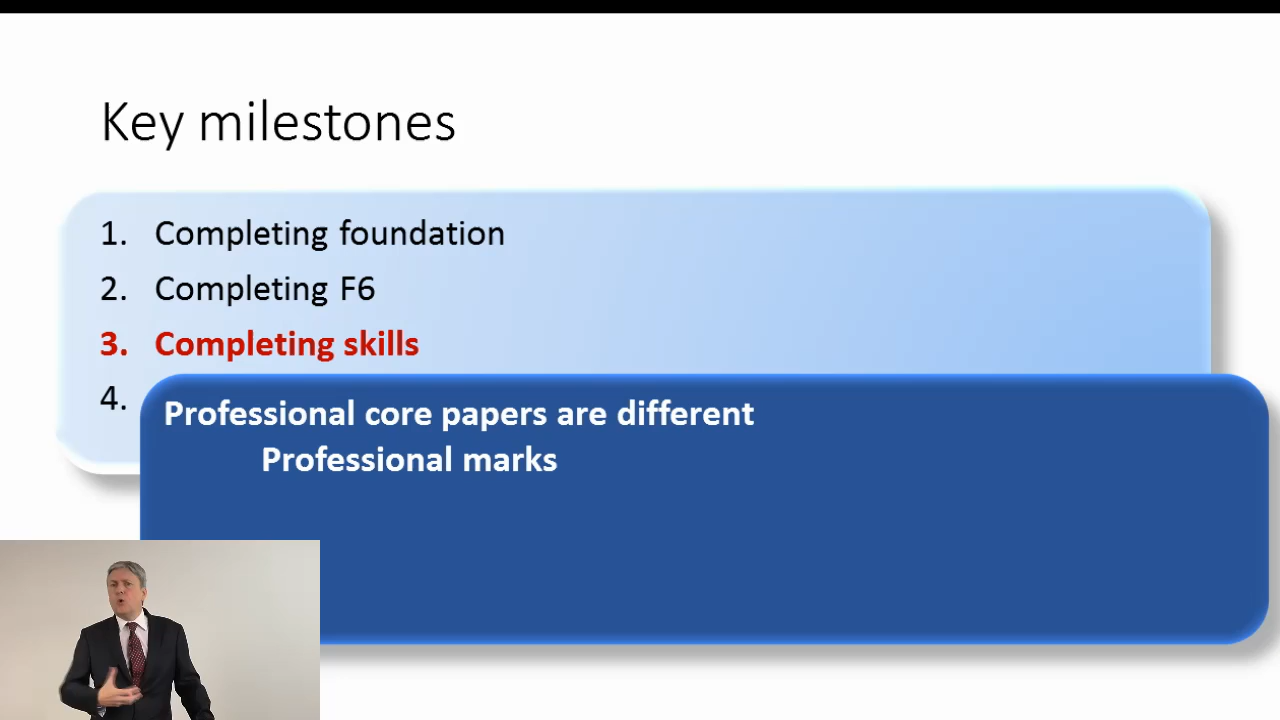 Key milestones
1. Completing foundation
2. Completing F6
3. Completing skills
4.
Professional core papers are different
Professional marks